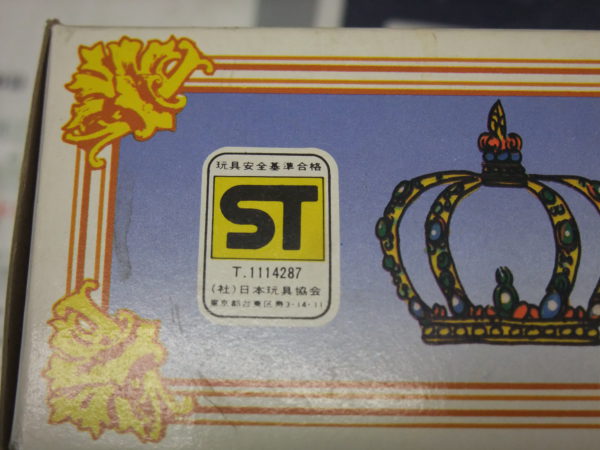 玩具安全基準合格
ST
T.1114287
(社)日本玩具協会
東京都台東区寿3-14-11